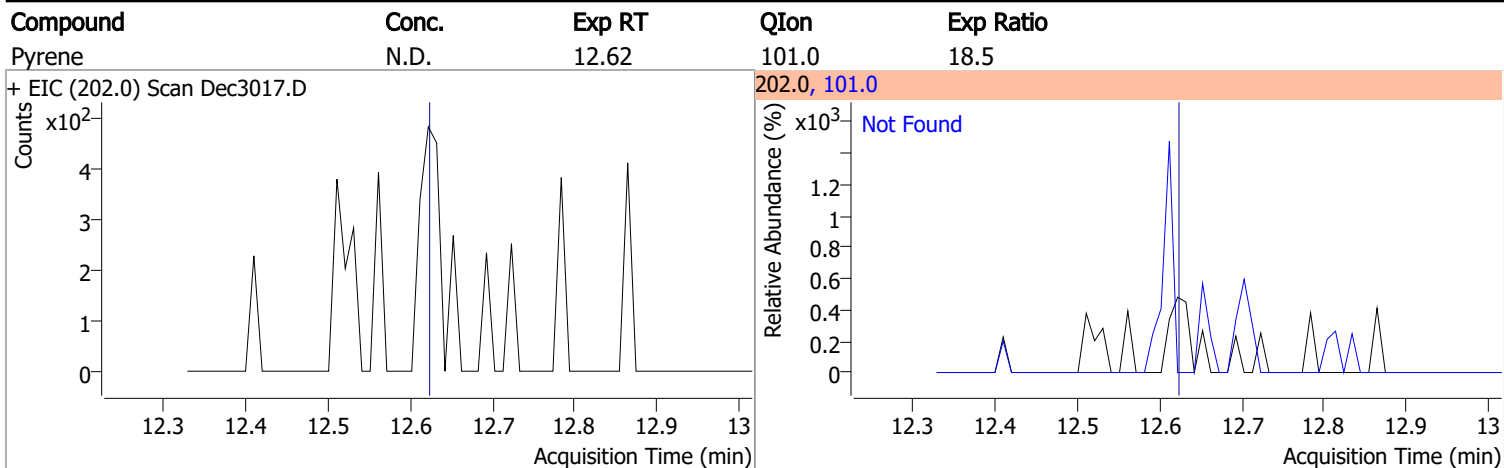 Compound Conc. Exp RT QIon Exp Ratio
Pyrene N.D. 12.62 101.0 18.5
+ EIC (202.0) Scan Dec3017.D
Counts
x10²
4
3
2
1
0
12.3 12.4 12.5 12.6 12.7 12.8 12.9 13
Acquisition Time (min)
202.0, 101.0
Relative Abundance (%)
x10³
Not Found
1.2
1
0.8
0.6
0.4
0.2
0
12.3 12.4 12.5 12.6 12.7 12.8 12.9 13
Acquisition Time (min)